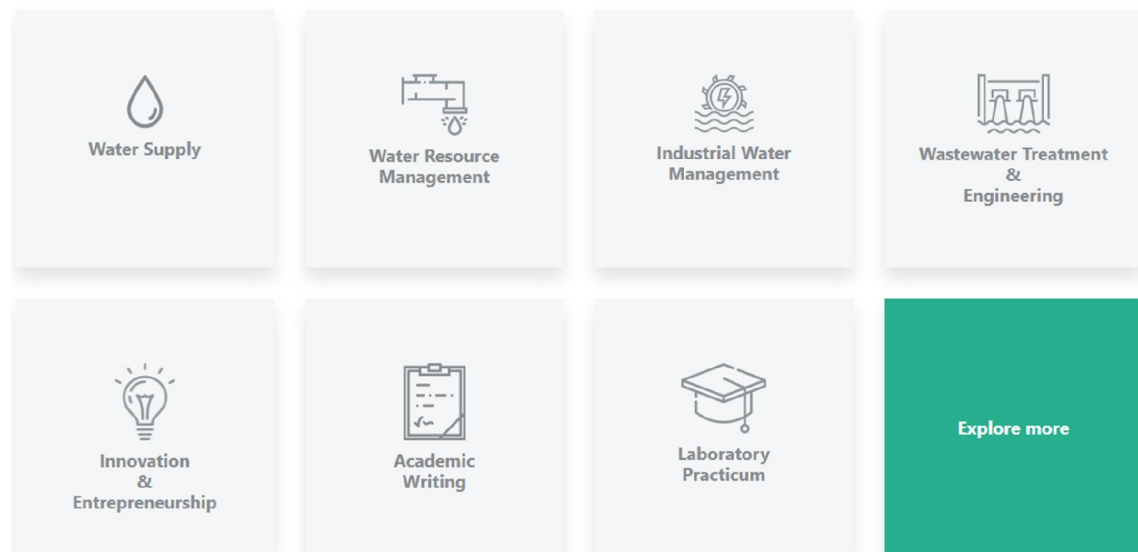 Water Supply
Water Resource
Management
Industrial Water
Management
Wastewater Treatment
&
Engineering
Innovation
&
Entrepreneurship
Academic
Writing
Laboratory
Practicum
Explore more